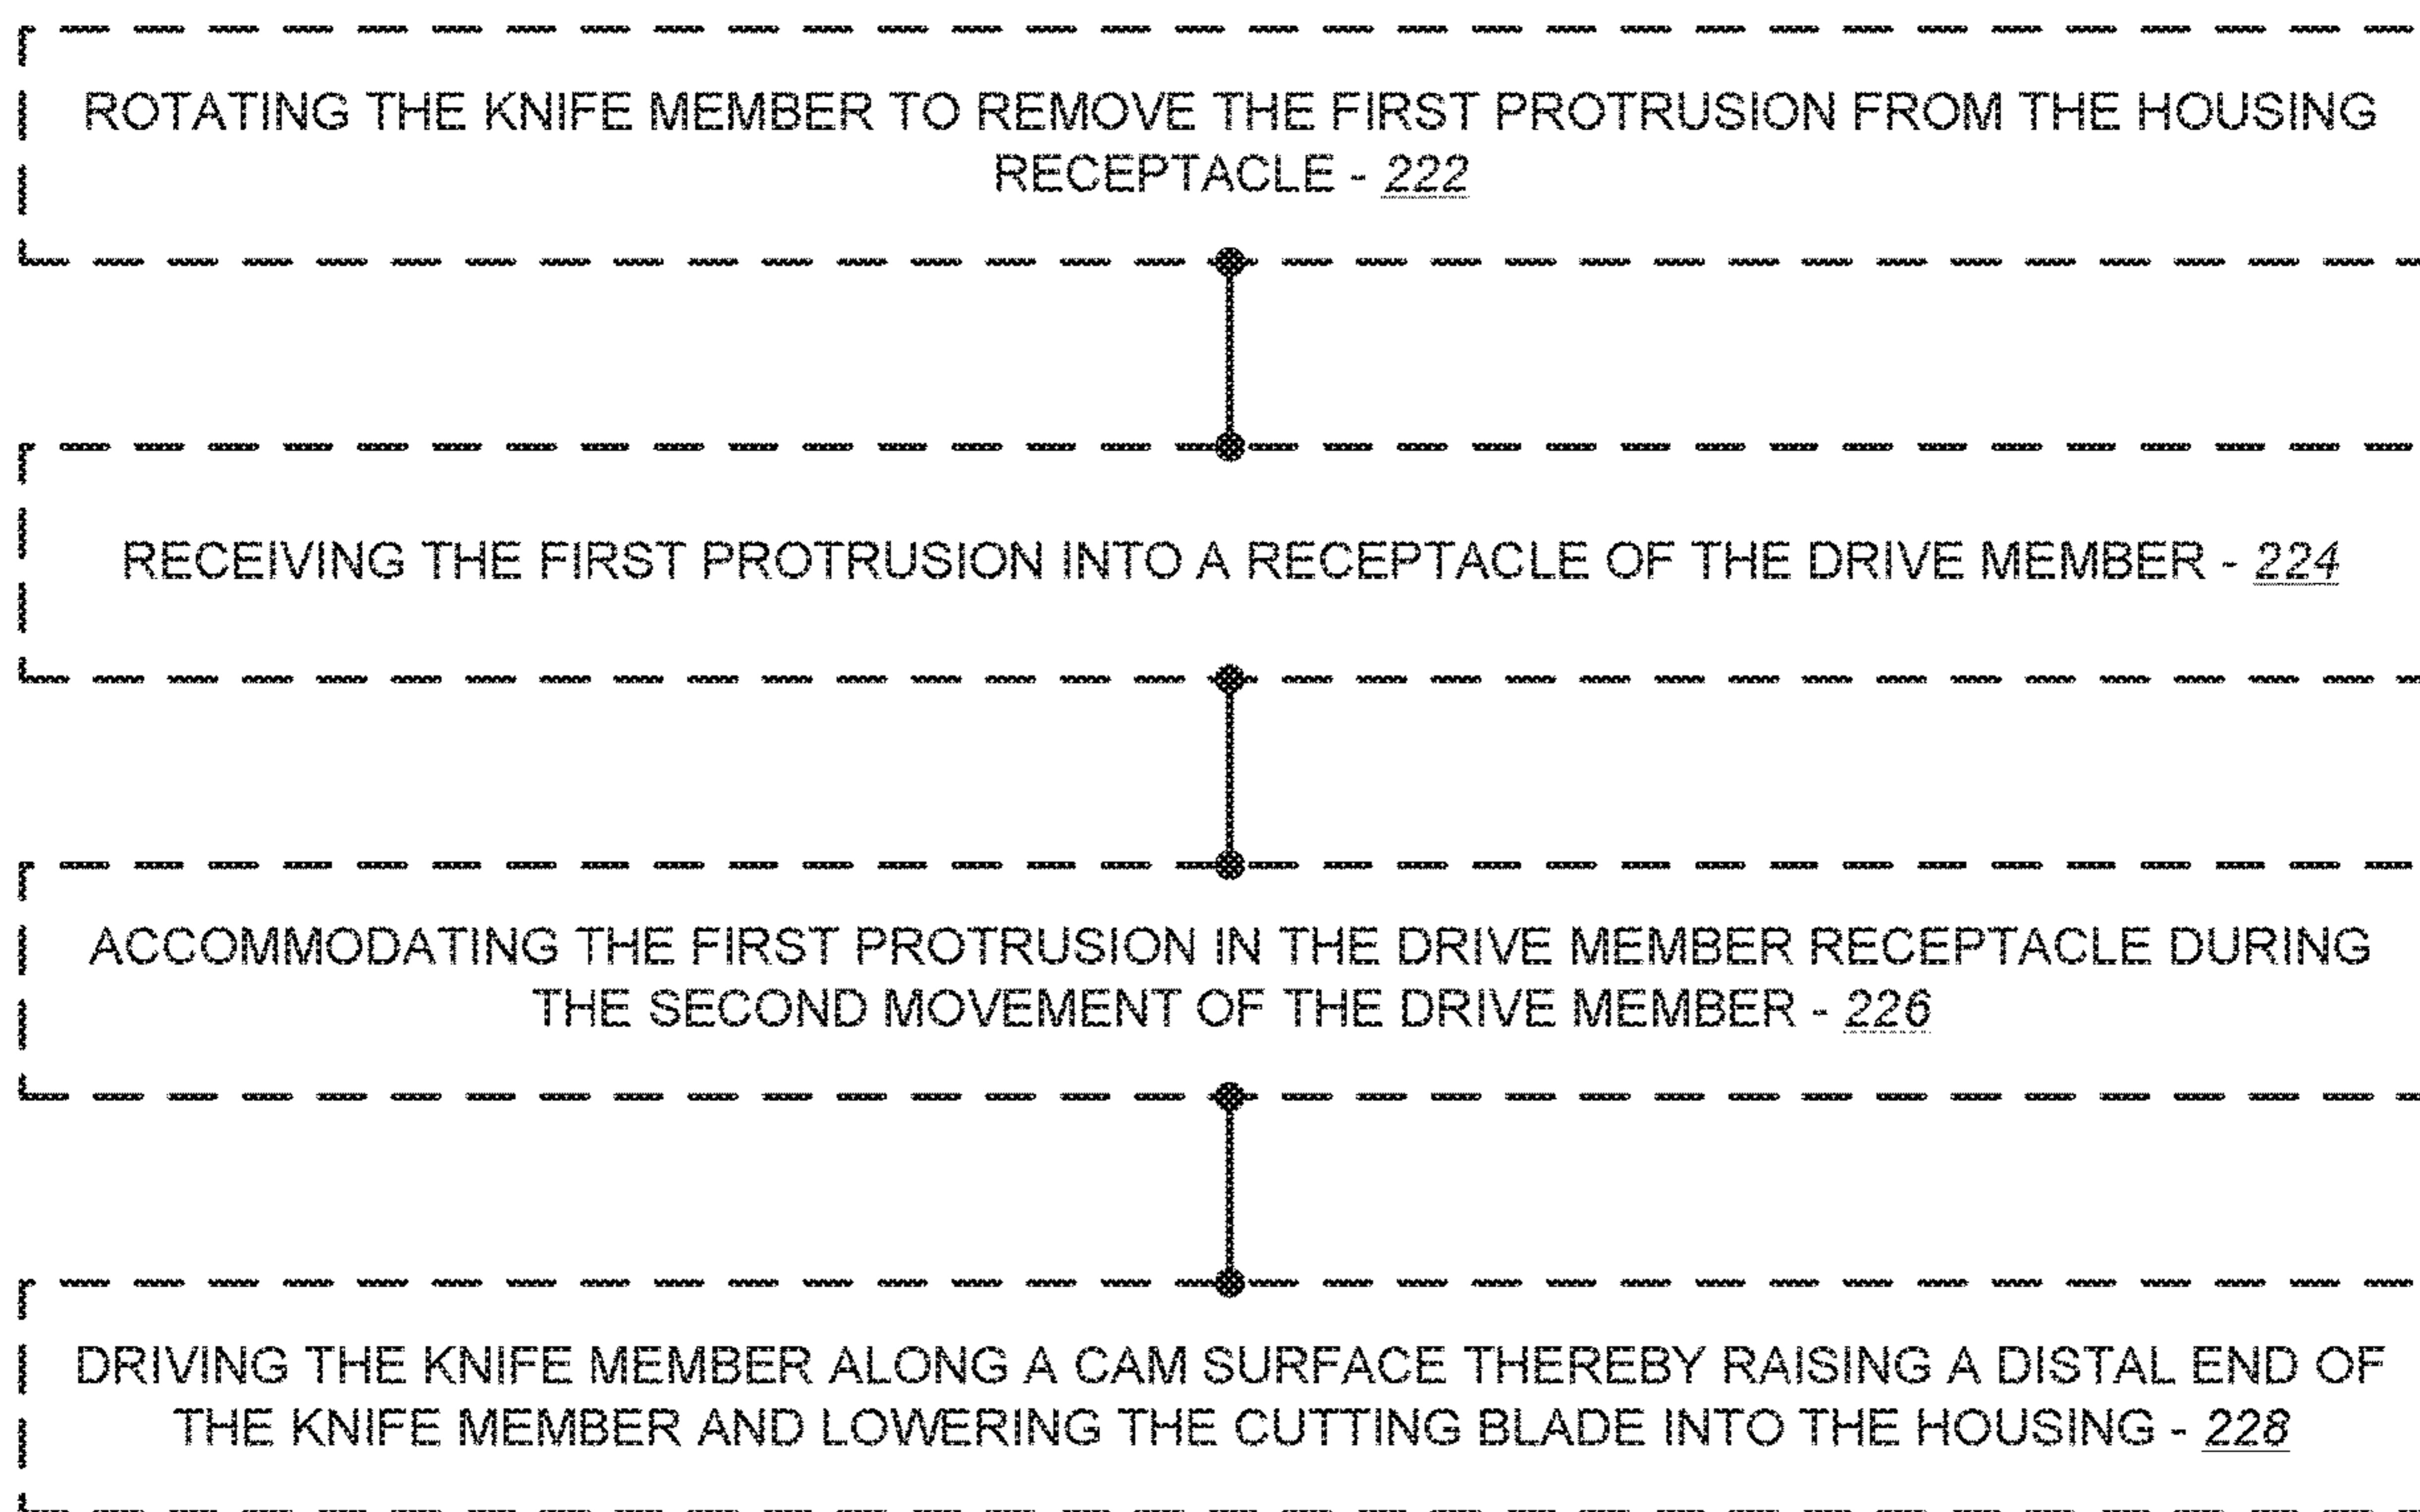 ROTATING THE KNIFE MEMBER TO REMOVE THE FIRST PROTRUSION FROM THE HOUSING
RECEPTACLE - 222
RECEIVING THE FIRST PROTRUSION INTO A RECEPTACLE OF THE DRIVE MEMBER - 224
ACCOMMODATING THE FIRST PROTRUSION IN THE DRIVE MEMBER RECEPTACLE DURING
THE SECOND MOVEMENT OF THE DRIVE MEMBER - 226
DRIVING THE KNIFE MEMBER ALONG A CAM SURFACE THEREBY RAISING A DISTAL END OF
THE KNIFE MEMBER AND LOWERING THE CUTTING BLADE INTO THE HOUSING - 228